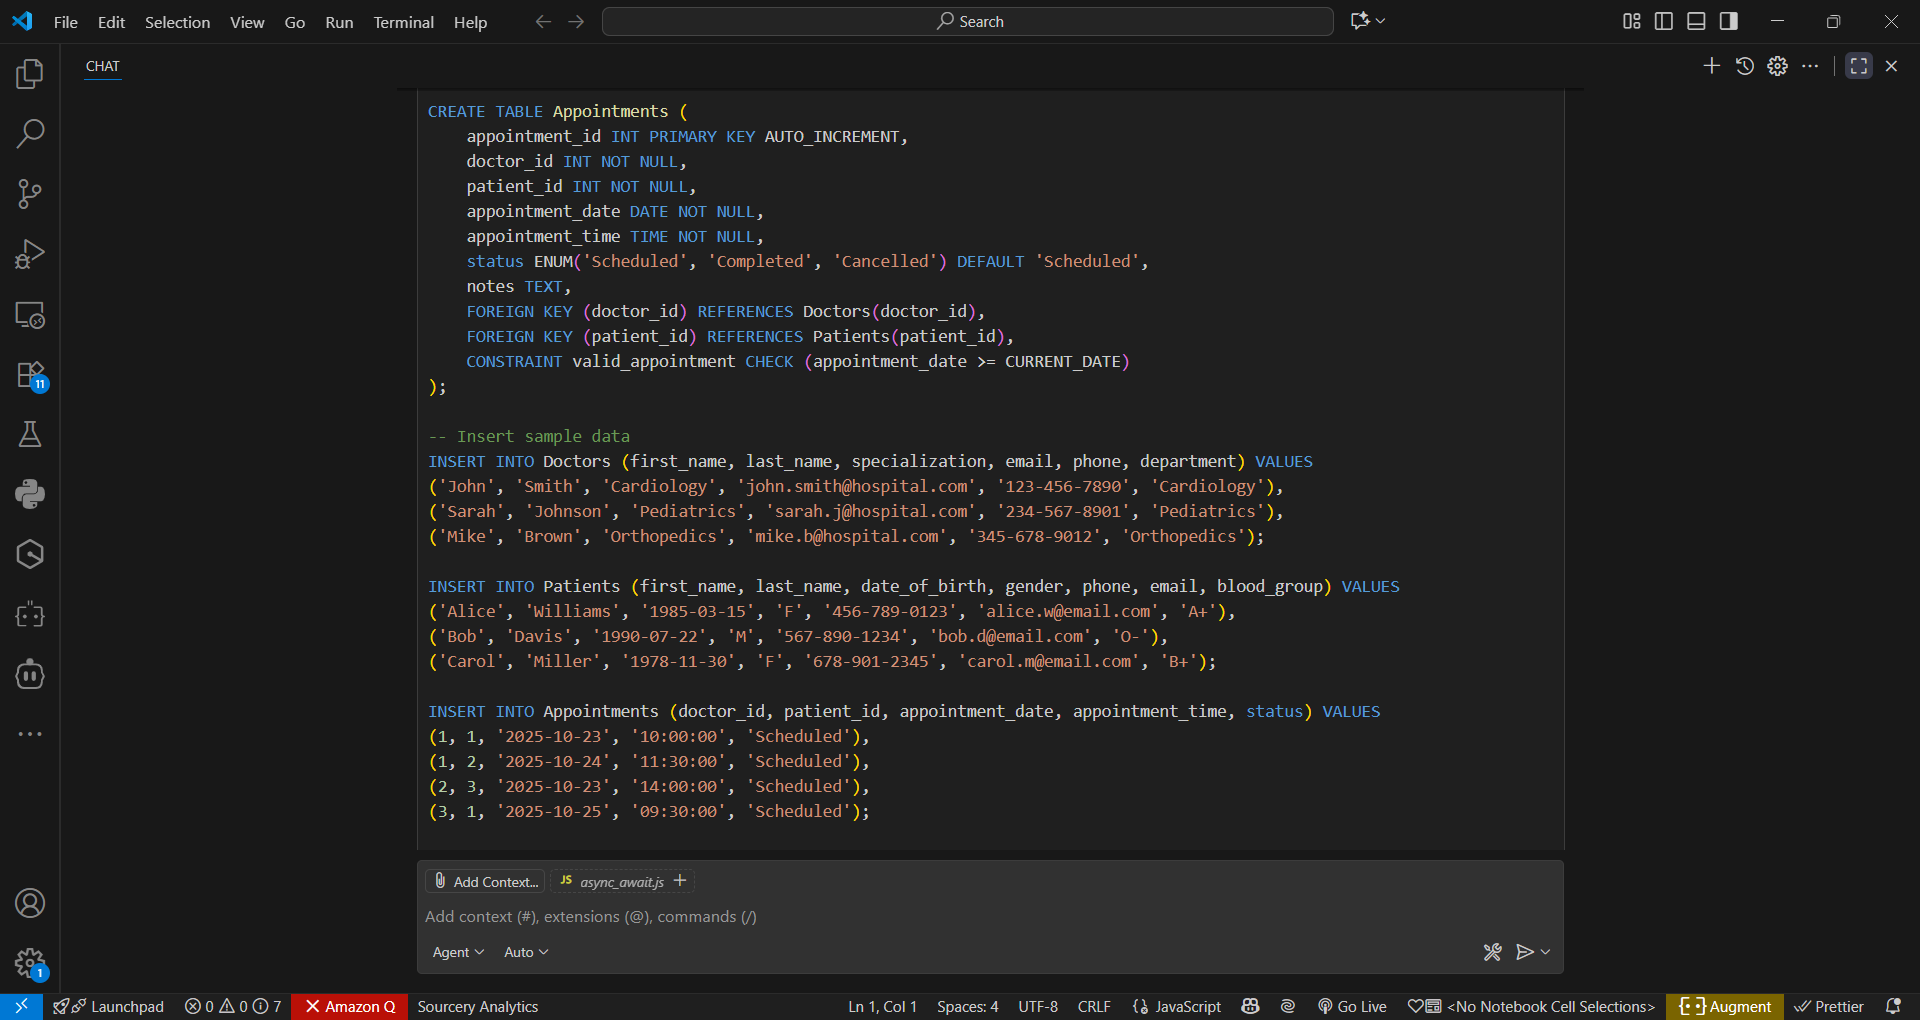 File Edit Selection View Go Run Terminal Help Search
CHAT
CREATE TABLE Appointments (
    appointment_id INT PRIMARY KEY AUTO_INCREMENT,
    doctor_id INT NOT NULL,
    patient_id INT NOT NULL,
    appointment_date DATE NOT NULL,
    appointment_time TIME NOT NULL,
    status ENUM('Scheduled', 'Completed', 'Cancelled') DEFAULT 'Scheduled',
    notes TEXT,
    FOREIGN KEY (doctor_id) REFERENCES Doctors(doctor_id),
    FOREIGN KEY (patient_id) REFERENCES Patients(patient_id),
    CONSTRAINT valid_appointment CHECK (appointment_date >= CURRENT_DATE)
);
-- Insert sample data
INSERT INTO Doctors (first_name, last_name, specialization, email, phone, department) VALUES
('John', 'Smith', 'Cardiology', 'john.smith@hospital.com', '123-456-7890', 'Cardiology'),
('Sarah', 'Johnson', 'Pediatrics', 'sarah.j@hospital.com', '234-567-8901', 'Pediatrics'),
('Mike', 'Brown', 'Orthopedics', 'mike.b@hospital.com', '345-678-9012', 'Orthopedics');
INSERT INTO Patients (first_name, last_name, date_of_birth, gender, phone, email, blood_group) VALUES
('Alice', 'Williams', '1985-03-15', 'F', '456-789-0123', 'alice.w@email.com', 'A+'),
('Bob', 'Davis', '1990-07-22', 'M', '567-890-1234', 'bob.d@email.com', 'O-'),
('Carol', 'Miller', '1978-11-30', 'F', '678-901-2345', 'carol.m@email.com', 'B+');
INSERT INTO Appointments (doctor_id, patient_id, appointment_date, appointment_time, status) VALUES
(1, 1, '2025-10-23', '10:00:00', 'Scheduled'),
(1, 2, '2025-10-24', '11:30:00', 'Scheduled'),
(2, 3, '2025-10-23', '14:00:00', 'Scheduled'),
(3, 1, '2025-10-25', '09:30:00', 'Scheduled');
11
Add Context... JS async_await.js +
Add context (#), extensions (@), commands (/)
Agent Auto
1
Launchpad 0 0 7 Amazon Q Sourcery Analytics Ln 1, Col 1 Spaces: 4 UTF-8 CRLF {} JavaScript Go Live <No Notebook Cell Selections> Augment Prettier